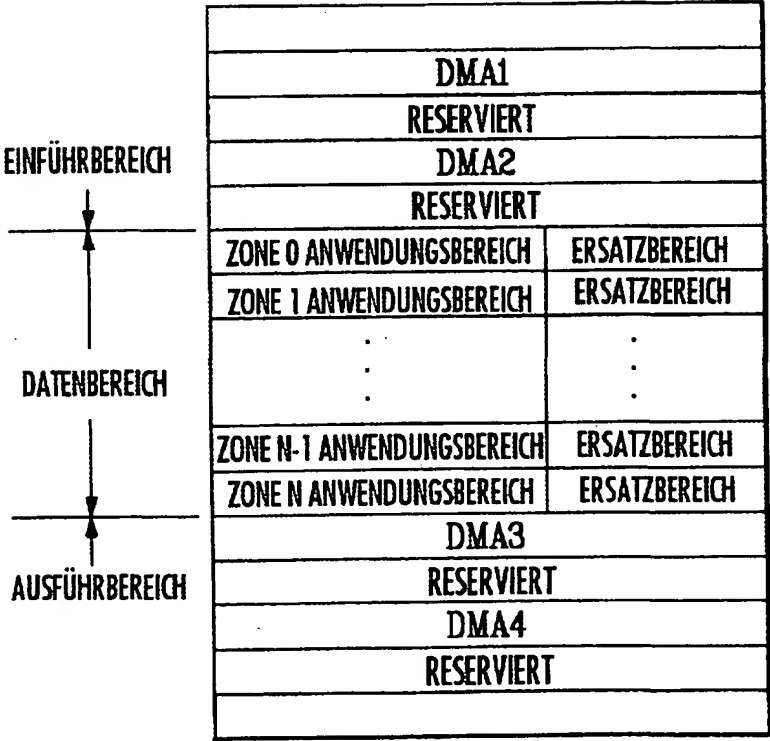 DMA1
RESERVIERT
EINFÜHRBEREICH
DMA2
RESERVIERT
ZONE 0 ANWENDUNGSBEREICH ERSATZBEREICH
ZONE 1 ANWENDUNGSBEREICH ERSATZBEREICH
DATENBEREICH
ZONE N-1 ANWENDUNGSBEREICH ERSATZBEREICH
ZONE N ANWENDUNGSBEREICH ERSATZBEREICH
DMA3
AUSFÜHRBEREICH
RESERVIERT
DMA4
RESERVIERT